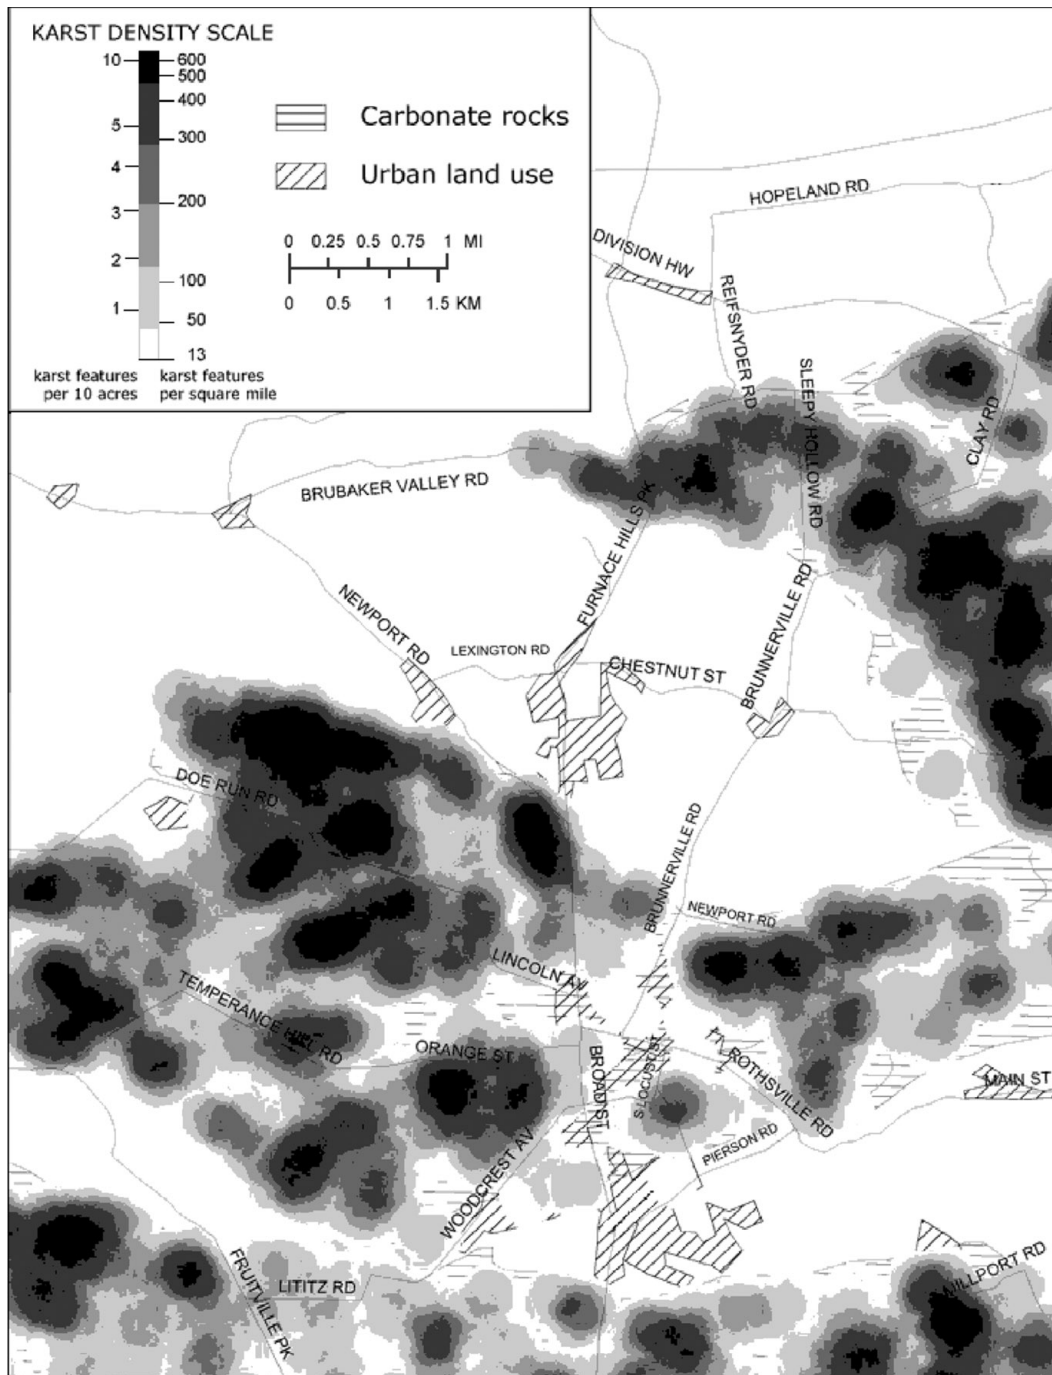 KARST DENSITY SCALE
10 600
500
400
5 300
4
200
3
2
100
1
50
13
karst features karst features
per 10 acres per square mile
Carbonate rocks
Urban land use
0 0.25 0.5 0.75 1 MI
0 0.5 1 1.5 KM
HOPELAND RD
DIVISION HW
REIFSNYDER RD
SLEEPY HOLLOW RD
CLAY RD
BRUBAKER VALLEY RD
FURNACE HILLS PK
NEWPORT RD
LEXINGTON RD
CHESTNUT ST
BRUNNERVILLE RD
DOE RUN RD
BRUNNERVILLE RD
NEWPORT RD
LINCOLN AV
TEMPERANCE HILL RD
ORANGE ST
BROAD ST
S LOCUST ST
ROTHSVILLE RD
MAIN ST
PIERSON RD
WOODCREST AV
FRUITVILLE PK
LITITZ RD
MILLPORT RD